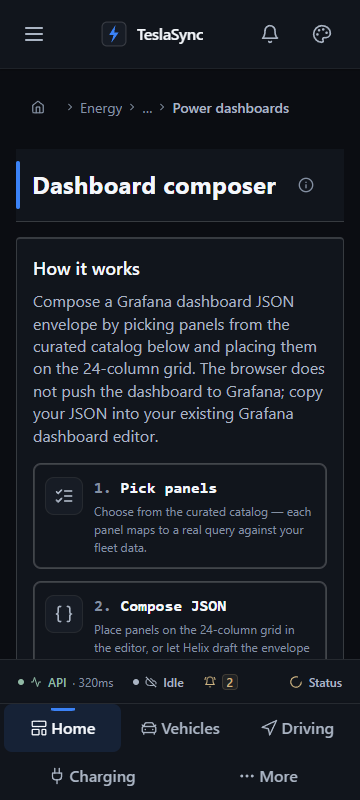 TeslaSync
Energy
...
Power dashboards
Dashboard composer
How it works
Compose a Grafana dashboard JSON
envelope by picking panels from the
curated catalog below and placing them
on the 24-column grid. The browser does
not push the dashboard to Grafana; copy
your JSON into your existing Grafana
dashboard editor.
1. Pick panels
Choose from the curated catalog — each
panel maps to a real query against your
fleet data.
2. Compose JSON
Place panels on the 24-column grid in
the editor, or let Helix draft the envelope
API · 320ms
Idle
2
Status
Home
Vehicles
Driving
Charging
More